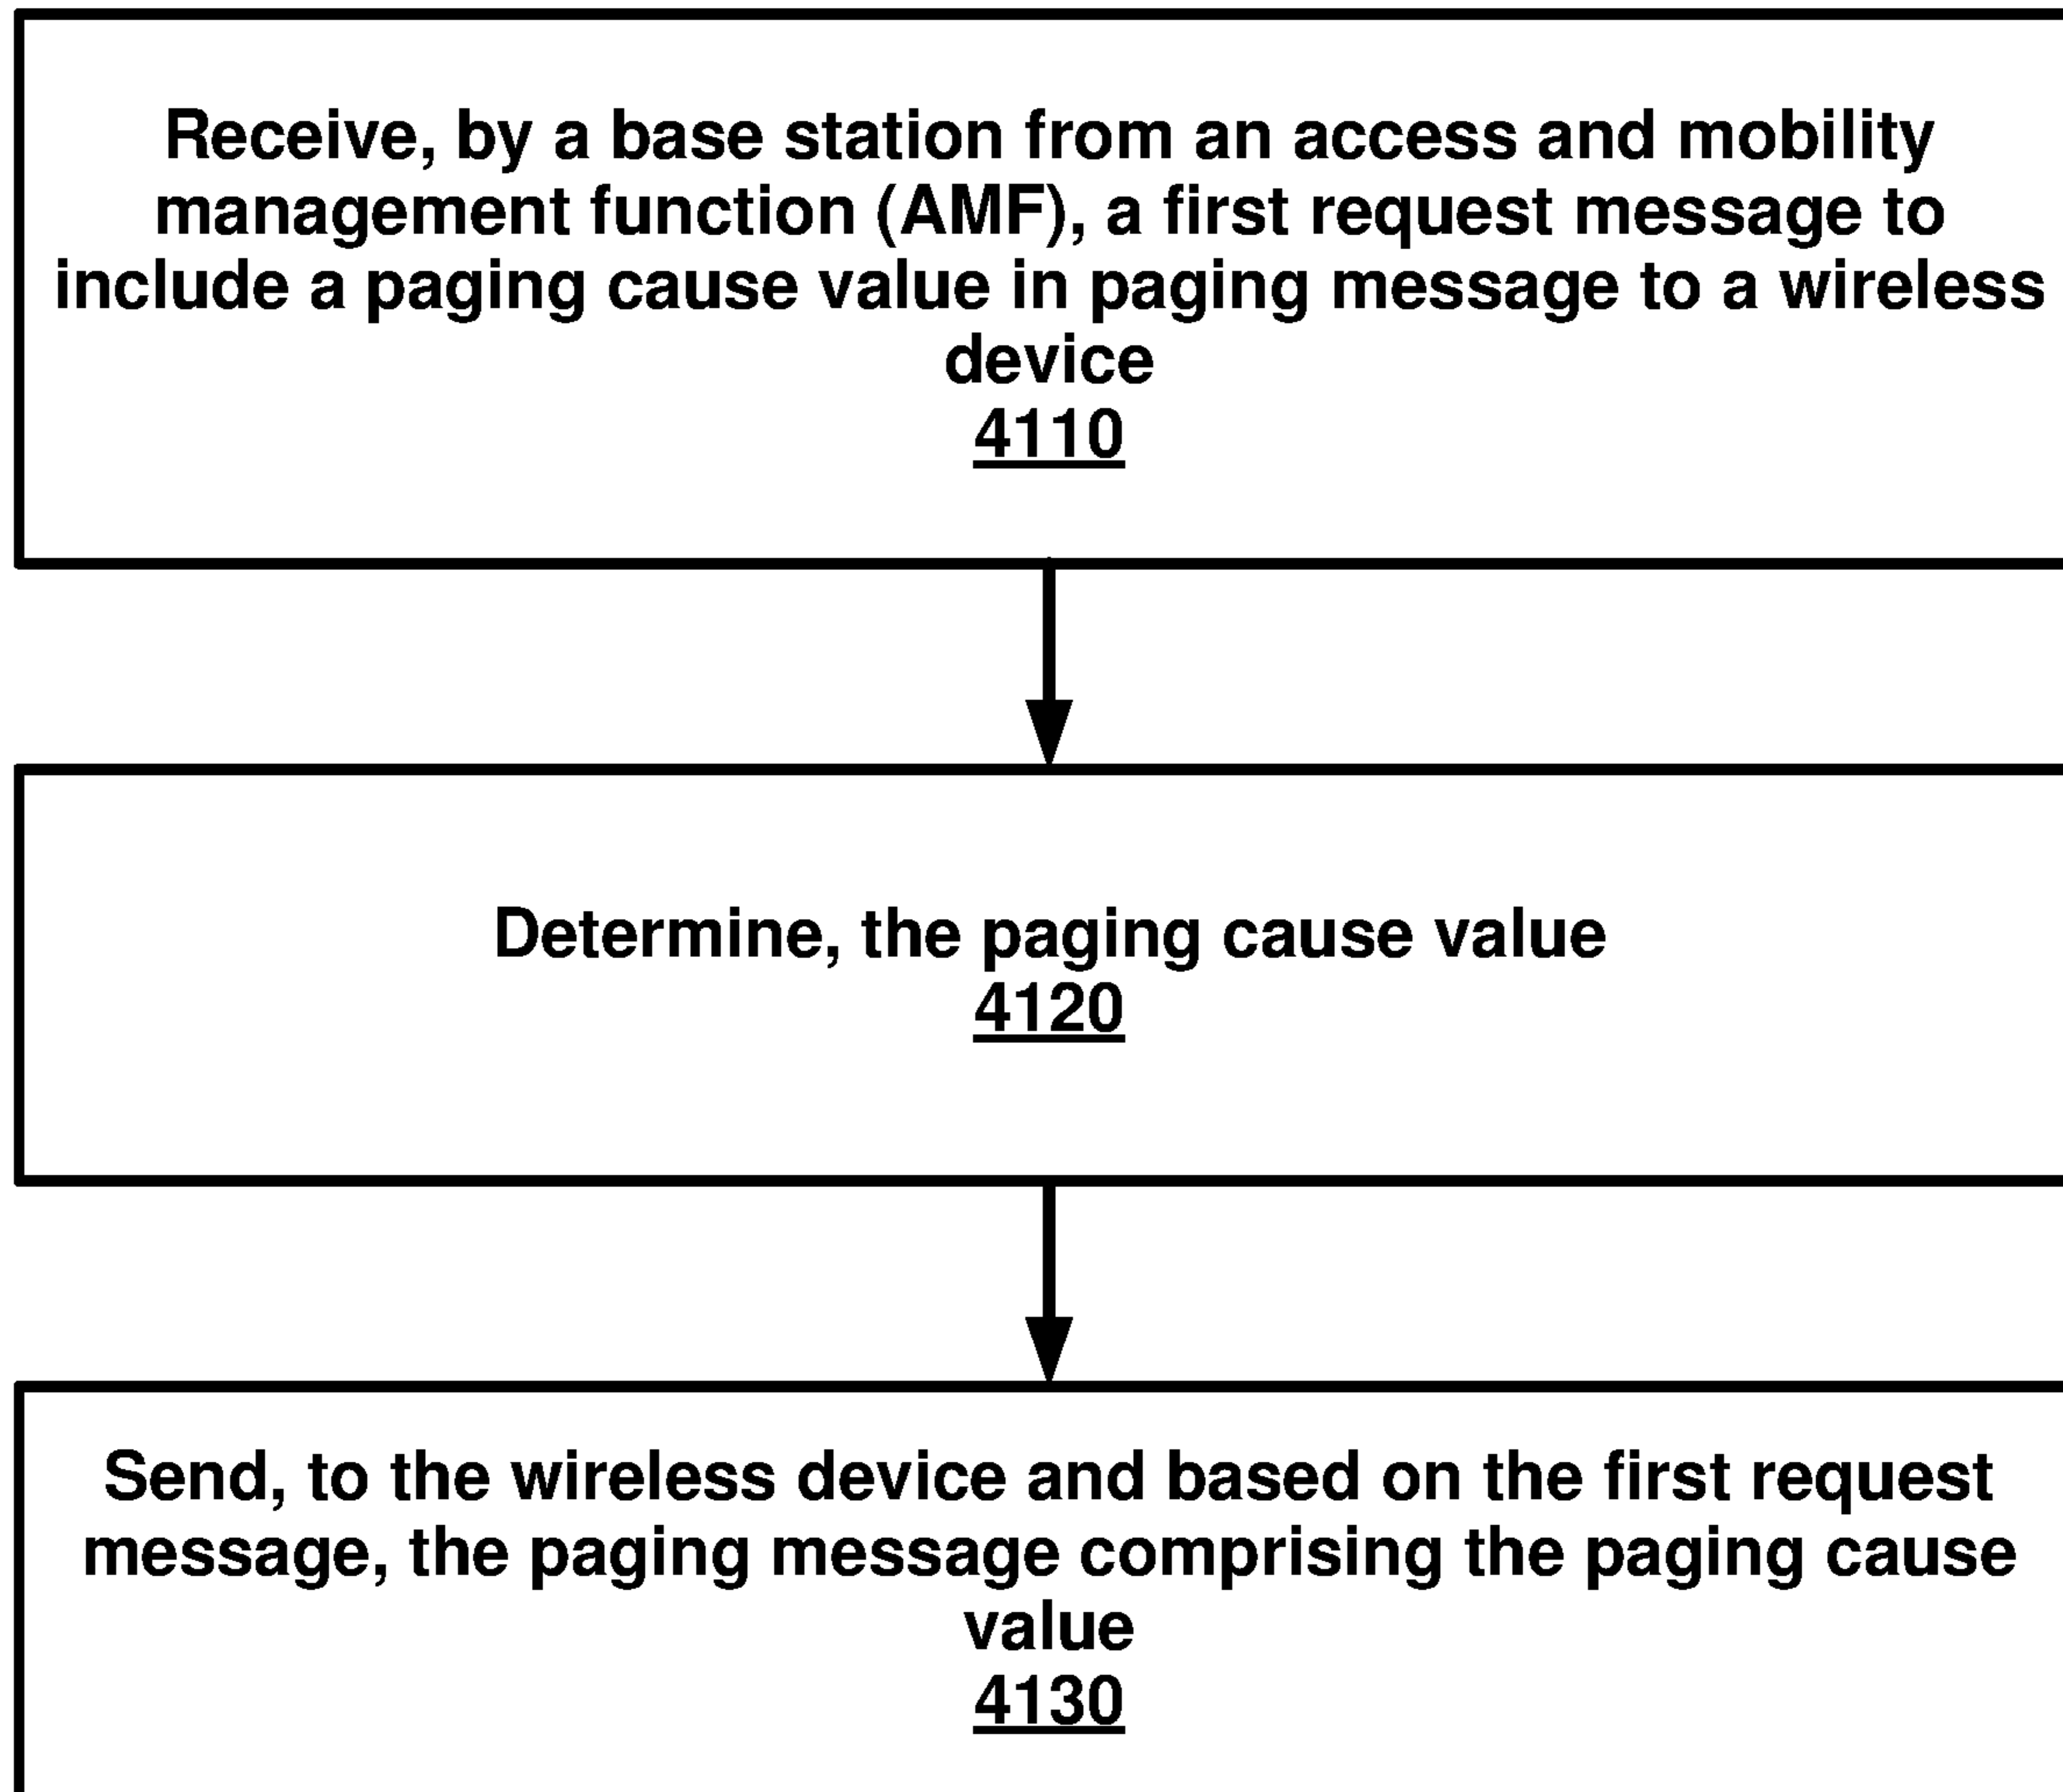 Receive, by a base station from an access and mobility
management function (AMF), a first request message to
include a paging cause value in paging message to a wireless
device
4110
Determine, the paging cause value
4120
Send, to the wireless device and based on the first request
message, the paging message comprising the paging cause
value
4130